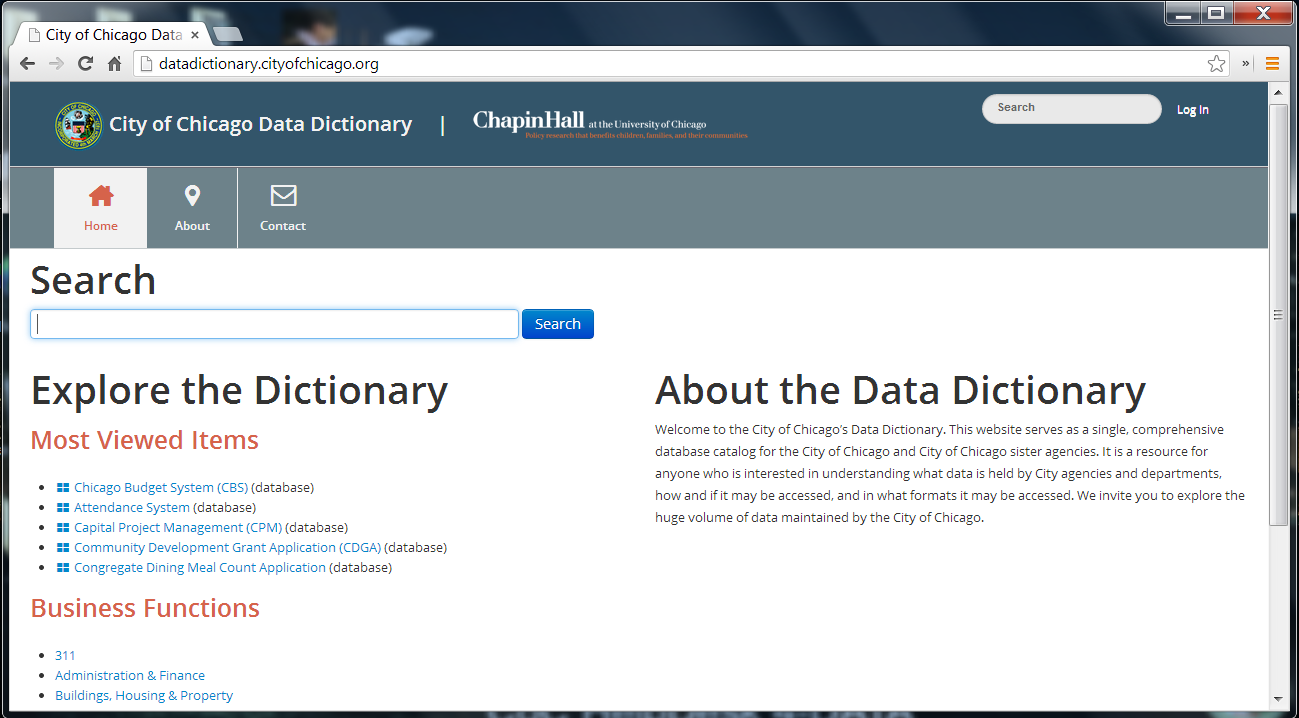 City of Chicago Data
datadictionary.cityofchicago.org
»
City of Chicago Data Dictionary | ChapinHall at the University of Chicago
Policy research that benefits children, families, and their communities
Search
Log In
Home
About
Contact
Search
Search
Explore the Dictionary
Most Viewed Items
Chicago Budget System (CBS) (database)
Attendance System (database)
Capital Project Management (CPM) (database)
Community Development Grant Application (CDGA) (database)
Congregate Dining Meal Count Application (database)
Business Functions
311
Administration & Finance
Buildings, Housing & Property
About the Data Dictionary
Welcome to the City of Chicago’s Data Dictionary. This website serves as a single, comprehensive
database catalog for the City of Chicago and City of Chicago sister agencies. It is a resource for
anyone who is interested in understanding what data is held by City agencies and departments,
how and if it may be accessed, and in what formats it may be accessed. We invite you to explore the
huge volume of data maintained by the City of Chicago.